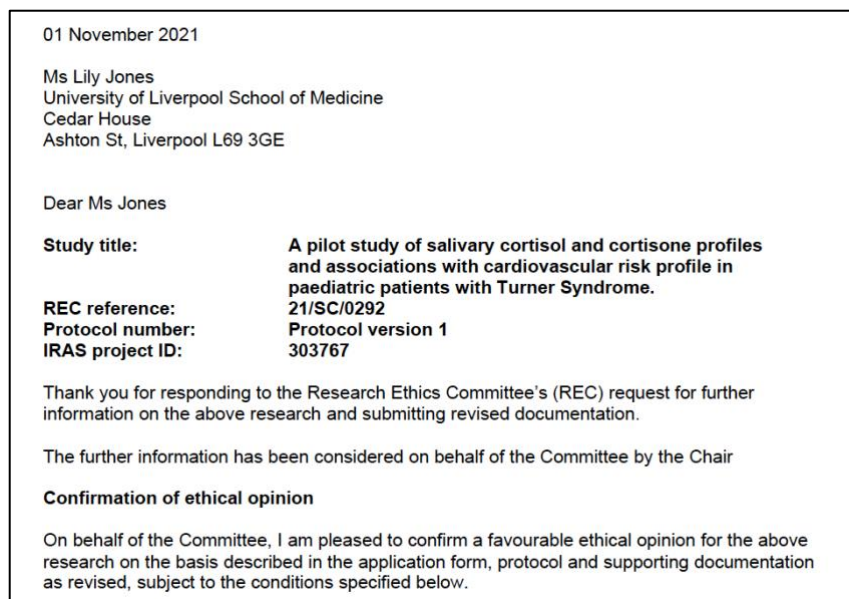 01 November 2021
Ms Lily Jones
University of Liverpool School of Medicine
Cedar House
Ashton St, Liverpool L69 3GE
Dear Ms Jones
Study title: A pilot study of salivary cortisol and cortisone profiles
and associations with cardiovascular risk profile in
paediatric patients with Turner Syndrome.
REC reference: 21/SC/0292
Protocol number: Protocol version 1
IRAS project ID: 303767
Thank you for responding to the Research Ethics Committee's (REC) request for further
information on the above research and submitting revised documentation.
The further information has been considered on behalf of the Committee by the Chair
Confirmation of ethical opinion
On behalf of the Committee, I am pleased to confirm a favourable ethical opinion for the above
research on the basis described in the application form, protocol and supporting documentation
as revised, subject to the conditions specified below.